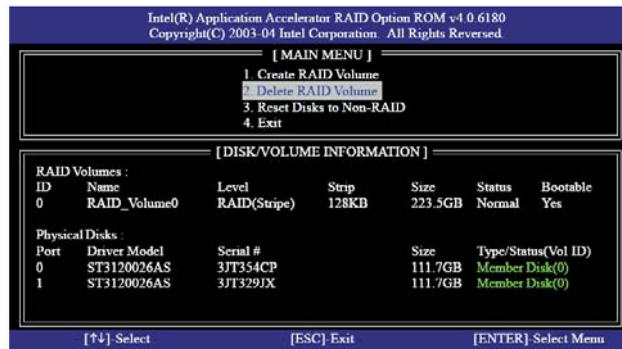 Intel(R) Application Accelerator RAID Option ROM v4.0 6180
Copyright(C) 2003-04 Intel Corporation. All Rights Reversed.
[ MAIN MENU ]
1. Create RAID Volume
2. Delete RAID Volume
3. Reset Disks to Non-RAID
4. Exit
[ DISK/VOLUME INFORMATION ]
RAID Volumes :
ID Name Level Strip Size Status Bootable
0 RAID_Volume0 RAID(Stripe) 128KB 223.5GB Normal Yes
Physical Disks :
Port Driver Model Serial # Size Type/Status(Vol ID)
0 ST3120026AS 3JT354CP 111.7GB Member Disk(0)
1 ST3120026AS 3JT329JX 111.7GB Member Disk(0)
[↑↓]-Select [ESC]-Exit [ENTER]-Select Menu